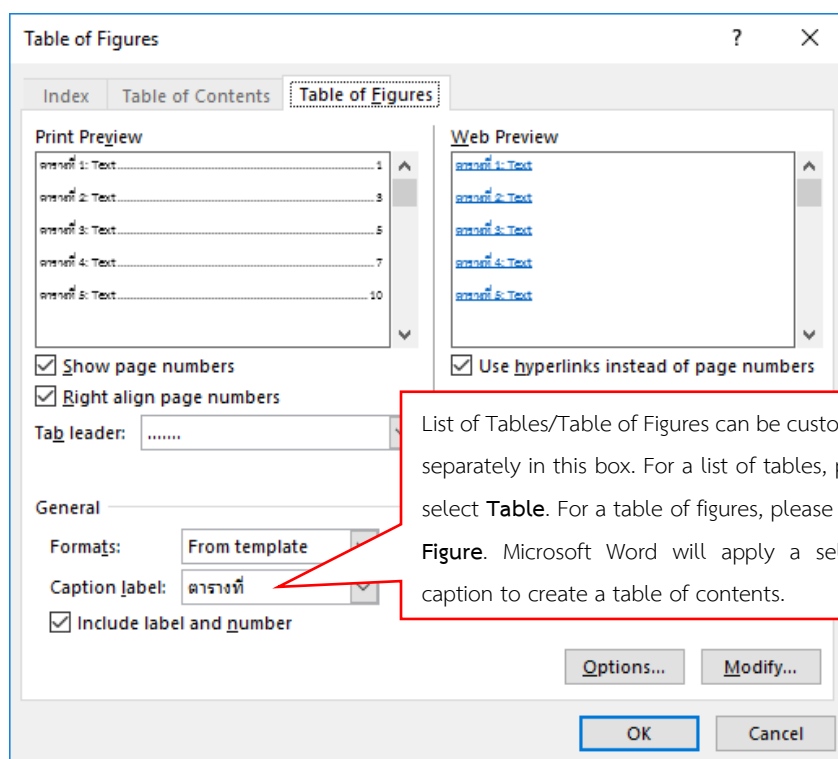 Table of Figures ? ×
Index Table of Contents Table of Figures
Print Preview
ตารางที่ 1: Text 1
ตารางที่ 2: Text 3
ตารางที่ 3: Text 5
ตารางที่ 4: Text 7
ตารางที่ 5: Text 10
Web Preview
ตารางที่ 1: Text
ตารางที่ 2: Text
ตารางที่ 3: Text
ตารางที่ 4: Text
ตารางที่ 5: Text
Show page numbers
Right align page numbers
Tab leader: .......
Use hyperlinks instead of page numbers
List of Tables/Table of Figures can be custo
separately in this box. For a list of tables, p
select Table. For a table of figures, please
Figure. Microsoft Word will apply a sel
caption to create a table of contents.
General
Formats: From template
Caption label: ตารางที่
Include label and number
Options... Modify...
OK Cancel